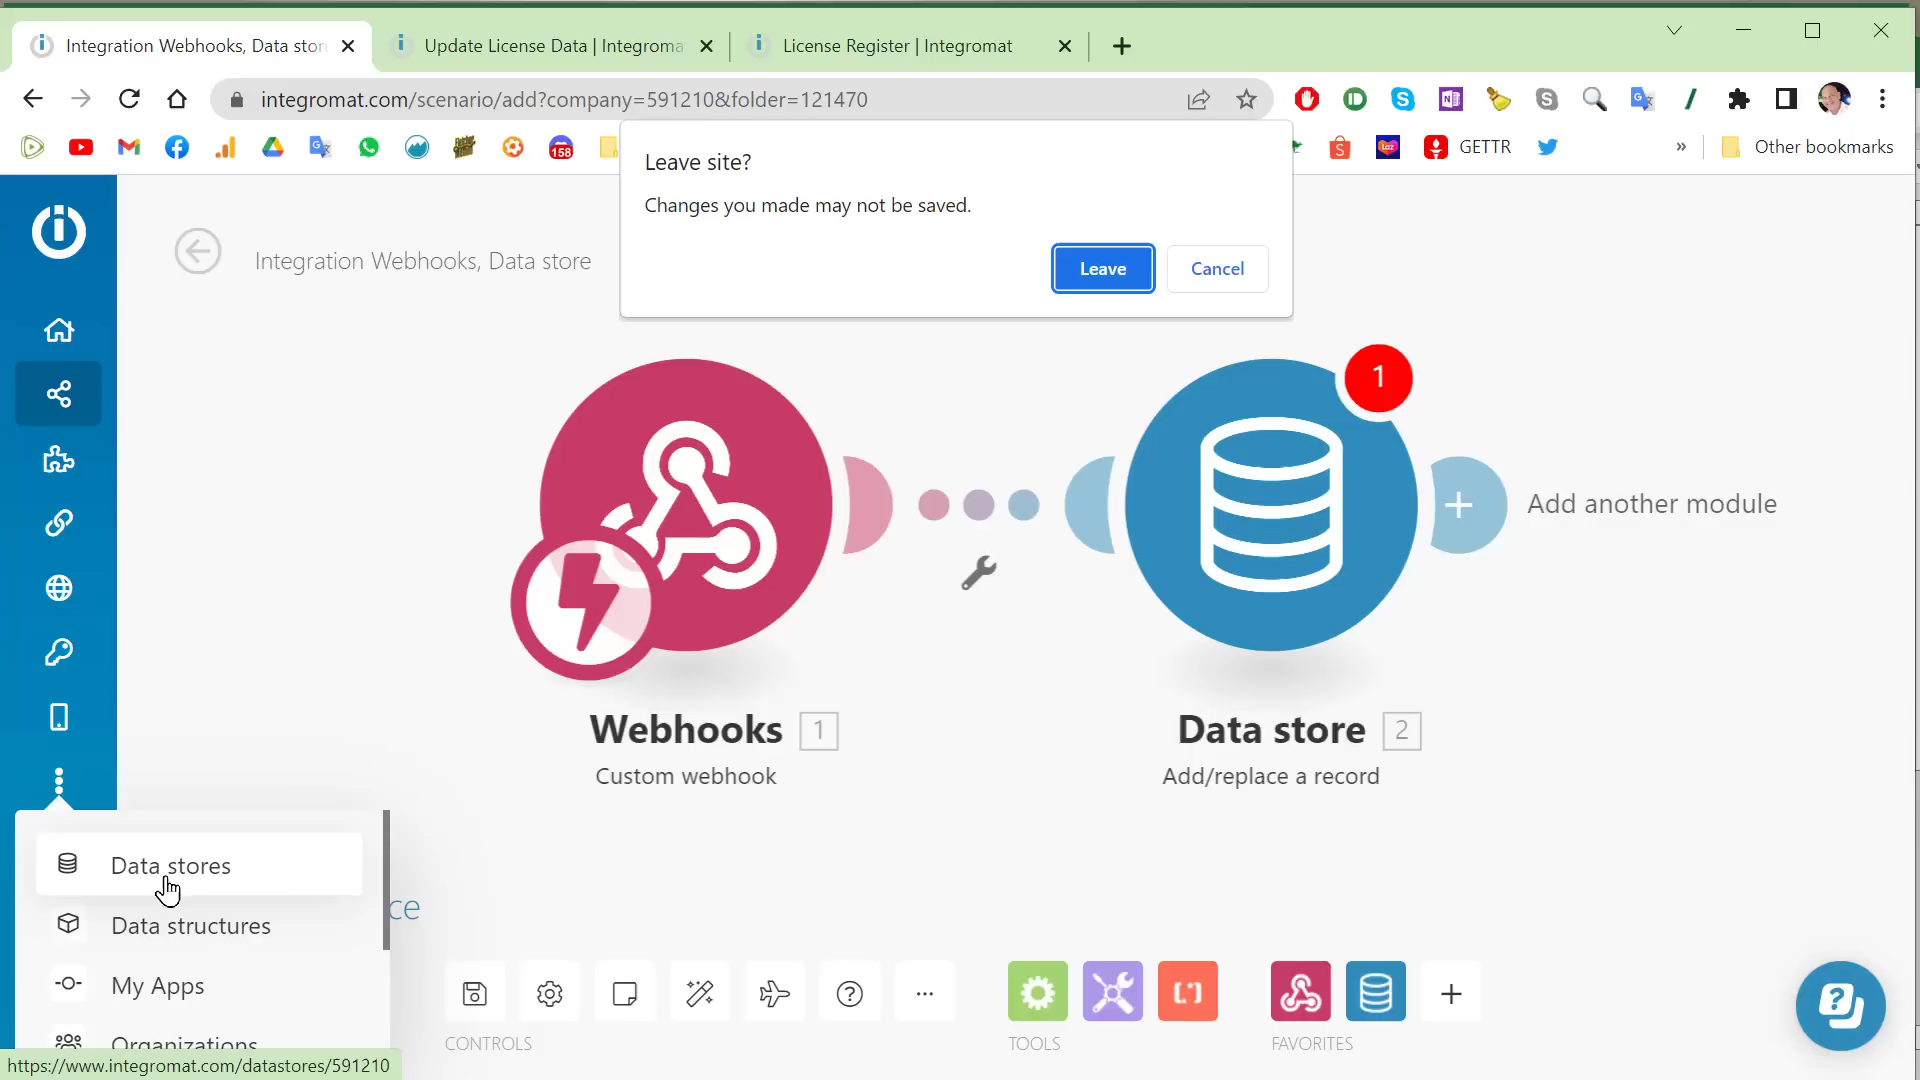 Integration Webhooks, Data stor
Update License Data | Integroma
License Register | Integromat
integromat.com/scenario/add?company=591210&folder=121470
158
GETTR
Other bookmarks
Leave site?
Changes you made may not be saved.
Leave
Cancel
Integration Webhooks, Data store
1
Add another module
Webhooks 1
Custom webhook
Data store 2
Add/replace a record
Data stores
Data structures
My Apps
Organizations
ce
CONTROLS
TOOLS
FAVORITES
https://www.integromat.com/datastores/591210